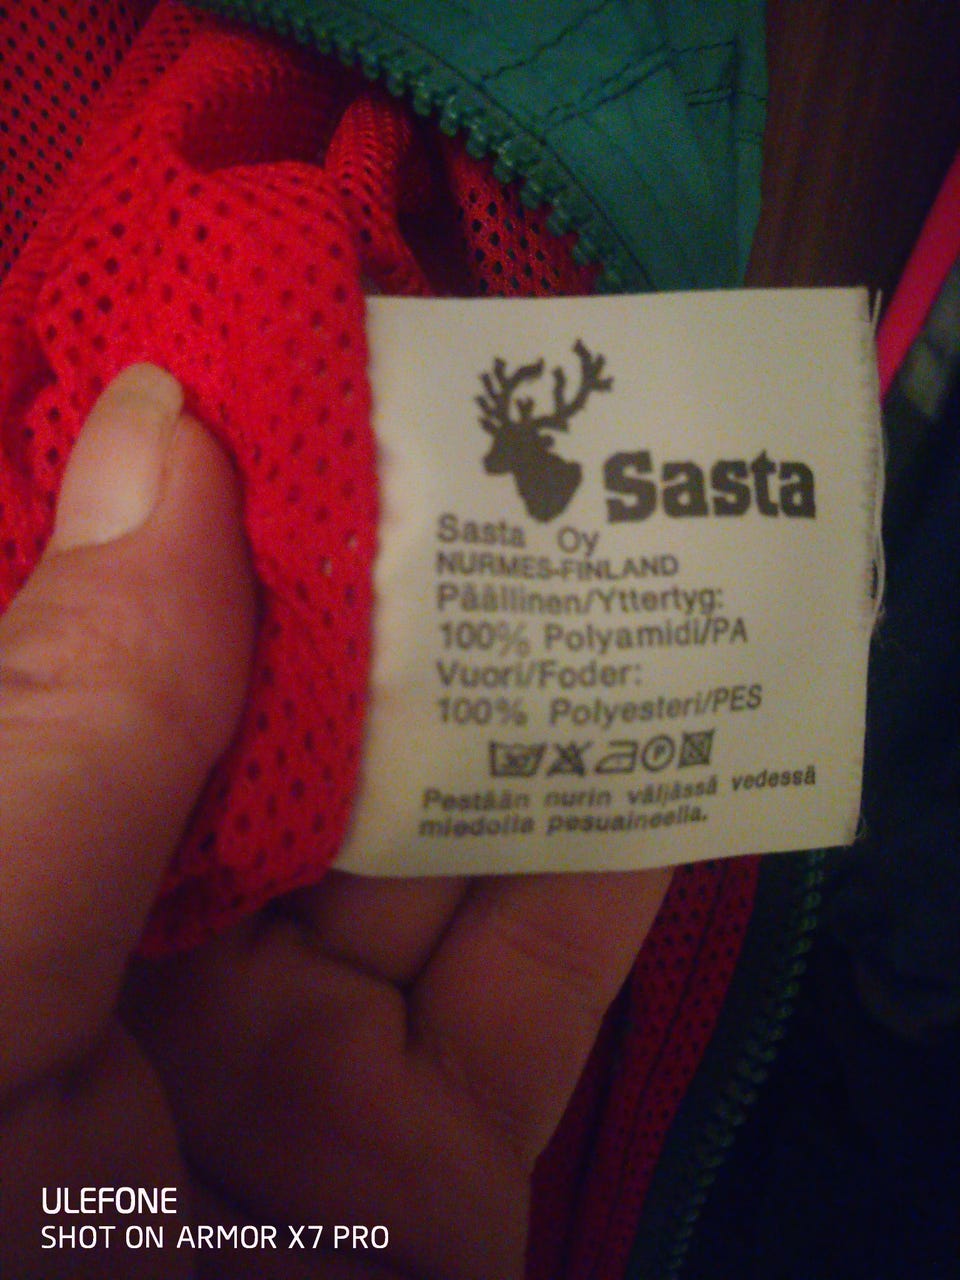 Sasta
Sasta Oy
NURMES-FINLAND
Päällinen/Yttertyg:
100% Polyamidi/PA
Vuori/Foder:
100% Polyesteri/PES
P
Pestään nurin väljässä vedessä
miedolla pesuaineella.
ULEFONE
SHOT ON ARMOR X7 PRO